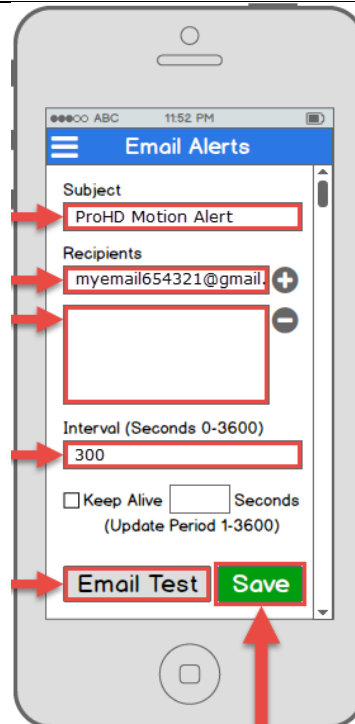 ABC 11:52 PM
Email Alerts
Subject
ProHD Motion Alert
Recipients
myemail654321@gmail.
Interval (Seconds 0-3600)
300
Keep Alive Seconds
(Update Period 1-3600)
Email Test Save